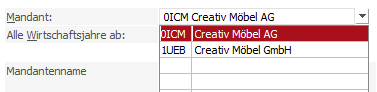 Mandant: 0ICM Creativ Möbel AG
Alle Wirtschaftsjahre ab: 0ICM Creativ Möbel AG
1UEB Creativ Möbel GmbH
Mandantenname